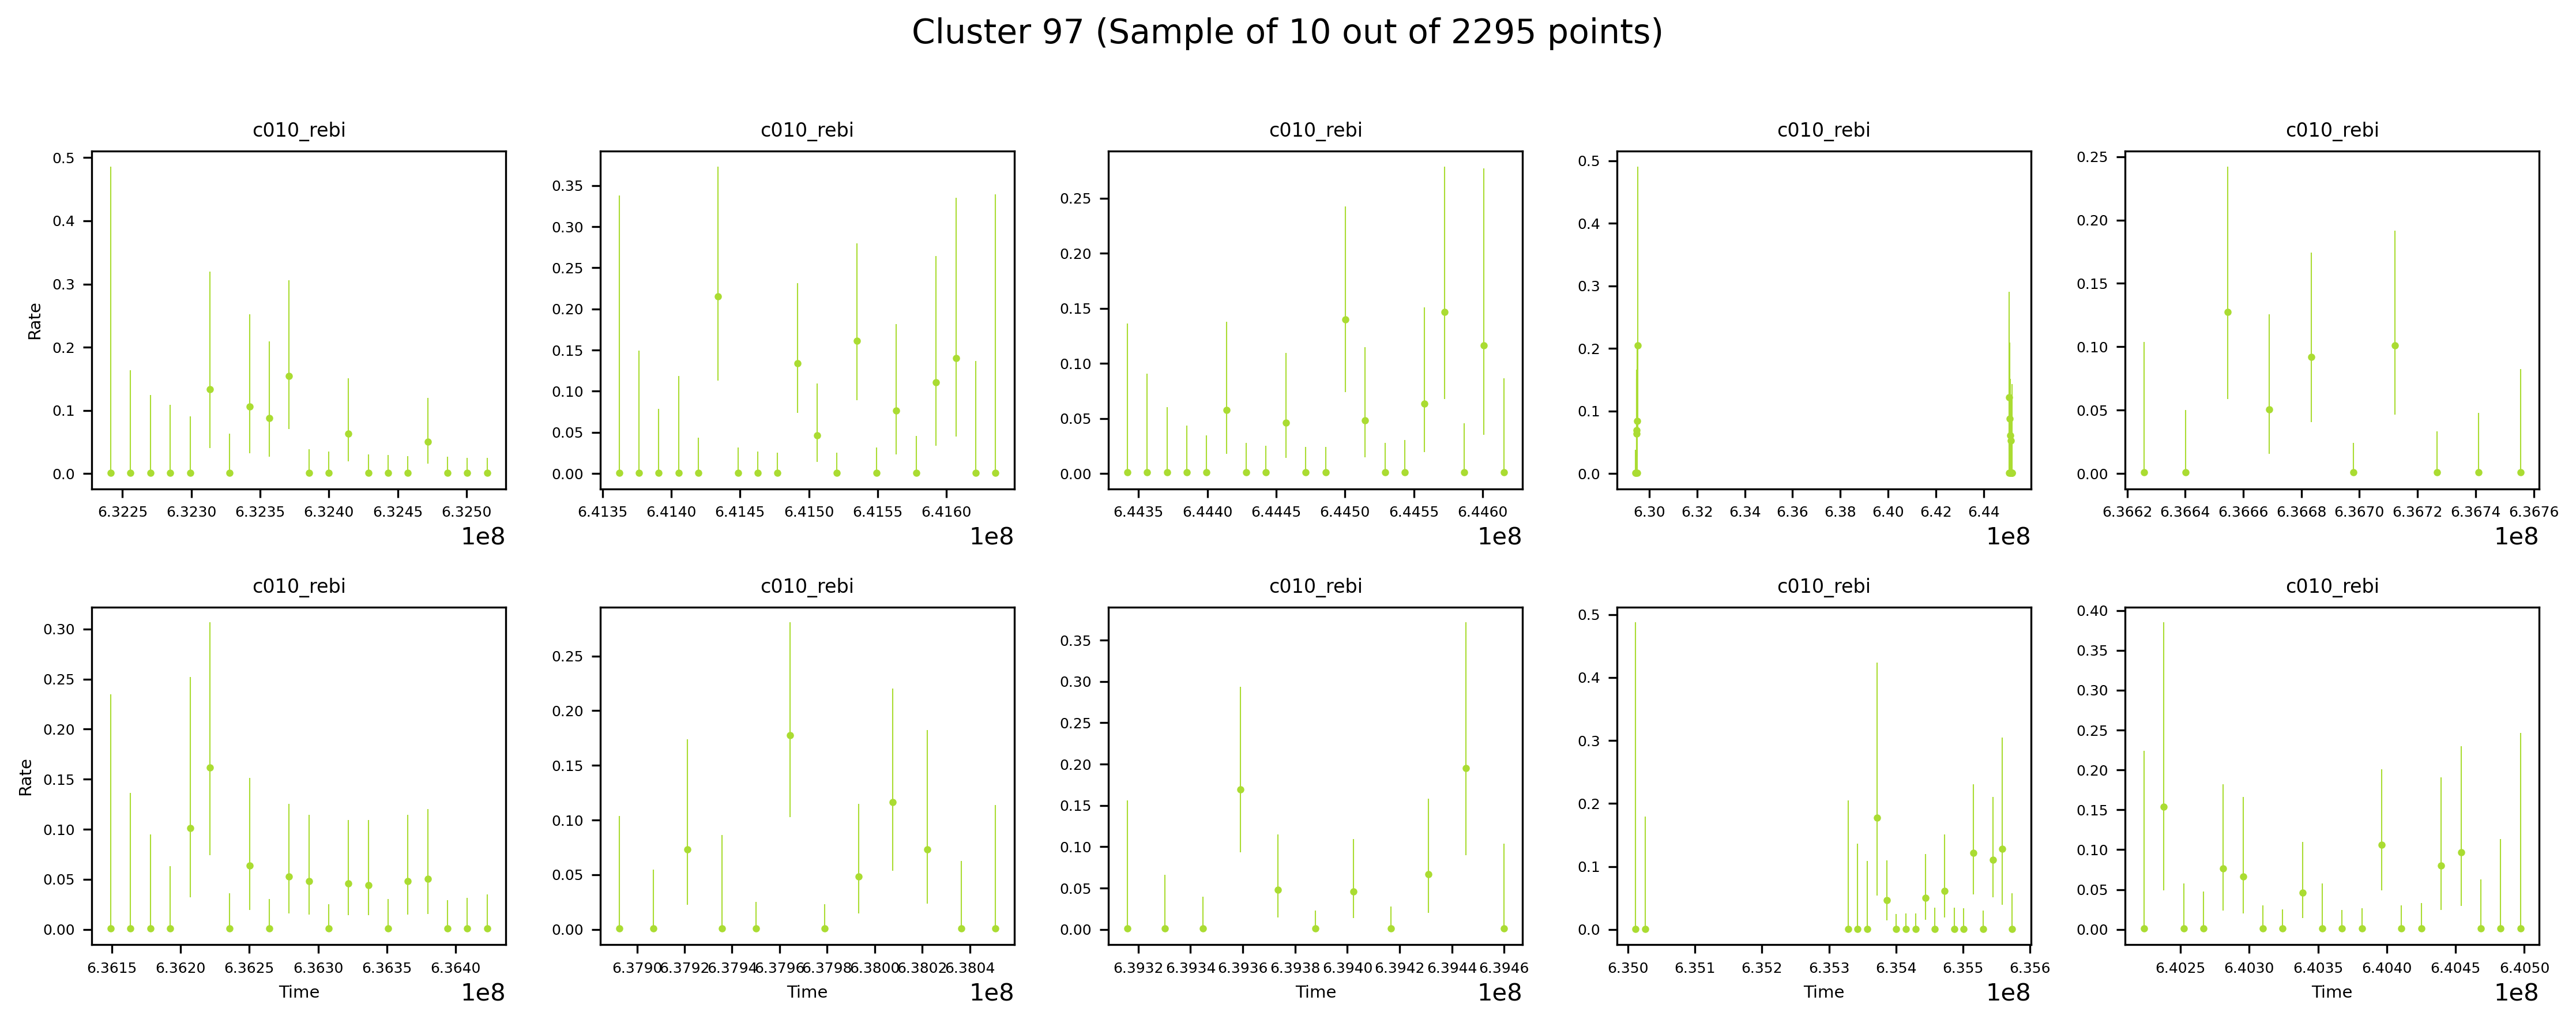 Cluster 97 (Sample of 10 out of 2295 points)
c010_rebi c010_rebi c010_rebi c010_rebi c010_rebi
Rate
0.5 0.4 0.3 0.2 0.1 0.0
6.3225 6.3230 6.3235 6.3240 6.3245 6.3250
1e8
0.35 0.30 0.25 0.20 0.15 0.10 0.05 0.00
6.4135 6.4140 6.4145 6.4150 6.4155 6.4160
1e8
0.25 0.20 0.15 0.10 0.05 0.00
6.4435 6.4440 6.4445 6.4450 6.4455 6.4460
1e8
0.5 0.4 0.3 0.2 0.1 0.0
6.30 6.32 6.34 6.36 6.38 6.40 6.42 6.44
1e8
0.25 0.20 0.15 0.10 0.05 0.00
6.3662 6.3664 6.3666 6.3668 6.3670 6.3672 6.3674 6.3676
1e8
c010_rebi c010_rebi c010_rebi c010_rebi c010_rebi
Rate
0.30 0.25 0.20 0.15 0.10 0.05 0.00
6.3615 6.3620 6.3625 6.3630 6.3635 6.3640
Time 1e8
0.25 0.20 0.15 0.10 0.05 0.00
6.3790 6.3792 6.3794 6.3796 6.3798 6.3800 6.3802 6.3804
Time 1e8
0.35 0.30 0.25 0.20 0.15 0.10 0.05 0.00
6.3932 6.3934 6.3936 6.3938 6.3940 6.3942 6.3944 6.3946
Time 1e8
0.5 0.4 0.3 0.2 0.1 0.0
6.350 6.351 6.352 6.353 6.354 6.355 6.356
Time 1e8
0.40 0.35 0.30 0.25 0.20 0.15 0.10 0.05 0.00
6.4025 6.4030 6.4035 6.4040 6.4045 6.4050
Time 1e8